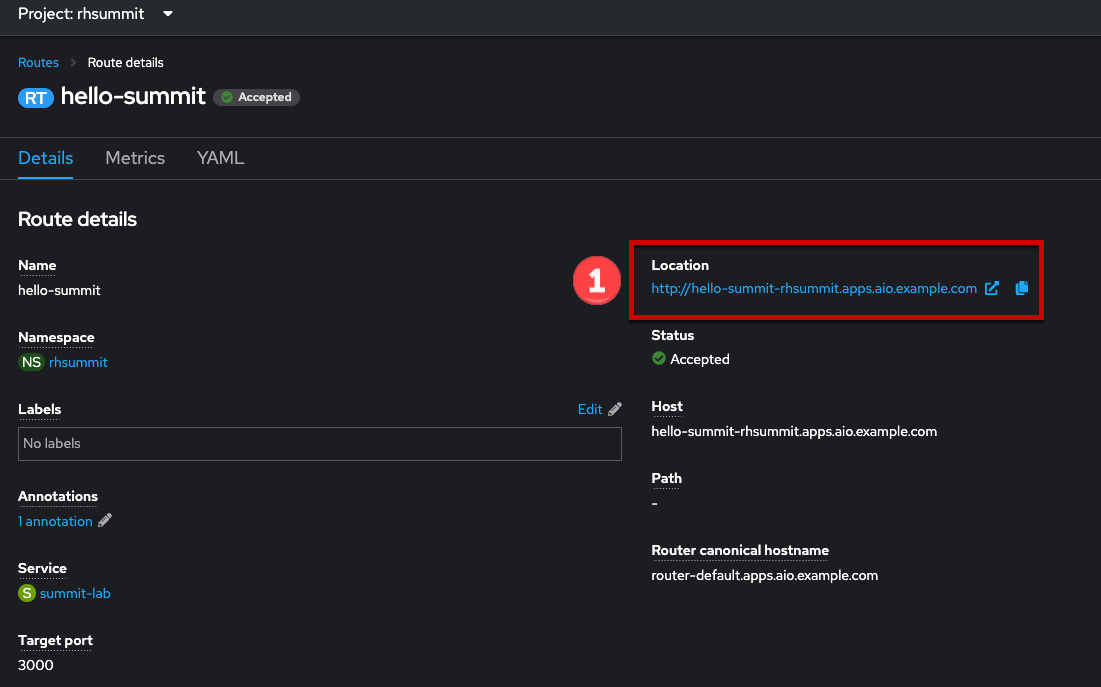 Project: rhsummit
Routes > Route details
RT hello-summit Accepted
Details Metrics YAML
Route details
Name
hello-summit
Namespace
NS rhsummit
Labels Edit
No labels
Annotations
1 annotation
Service
S summit-lab
Target port
3000
1
Location
http://hello-summit-rhsummit.apps.aio.example.com
Status
Accepted
Host
hello-summit-rhsummit.apps.aio.example.com
Path
-
Router canonical hostname
router-default.apps.aio.example.com